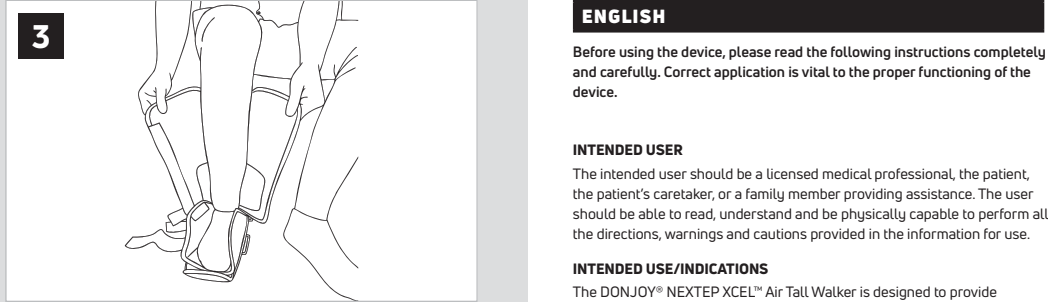 3
ENGLISH
Before using the device, please read the following instructions completely
and carefully. Correct application is vital to the proper functioning of the
device.
INTENDED USER
The intended user should be a licensed medical professional, the patient,
the patient’s caretaker, or a family member providing assistance. The user
should be able to read, understand and be physically capable to perform all
the directions, warnings and cautions provided in the information for use.
INTENDED USE/INDICATIONS
The DONJOY® NEXTEP XCEL™ Air Tall Walker is designed to provide